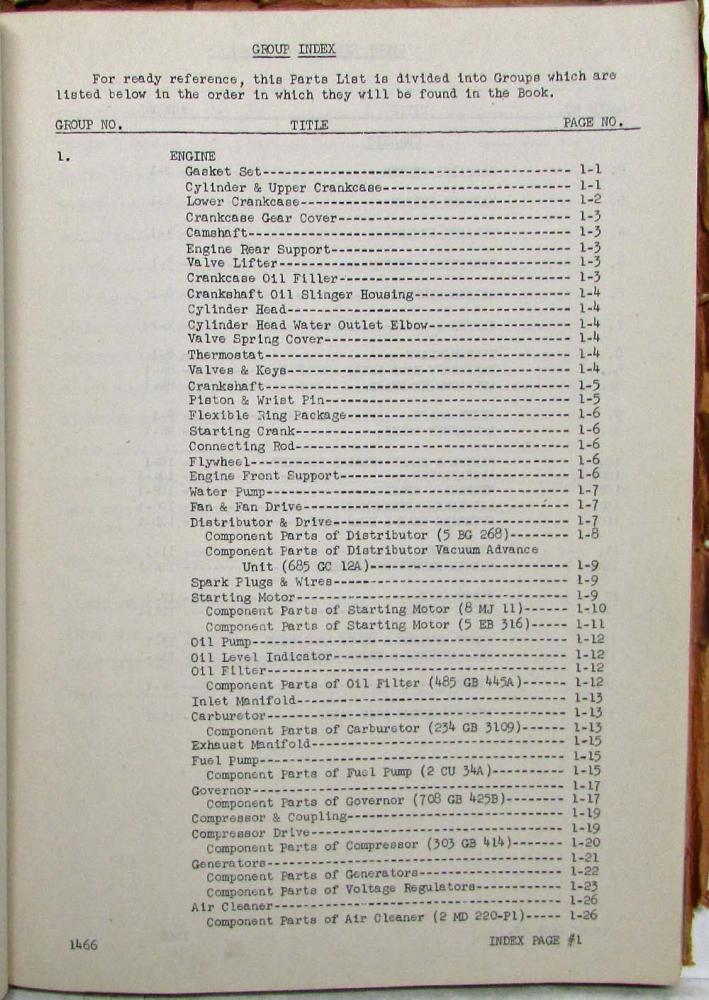 GROUP INDEX
For ready reference, this Parts List is divided into Groups which are
listed below in the order in which they will be found in the Book.
GROUP NO. TITLE PAGE NO.
1. ENGINE
Gasket Set------------------------------------------ 1-1
Cylinder & Upper Crankcase-------------------------- 1-1
Lower Crankcase------------------------------------- 1-2
Crankcase Gear Cover-------------------------------- 1-3
Camshaft-------------------------------------------- 1-3
Engine Rear Support--------------------------------- 1-3
Valve Lifter---------------------------------------- 1-3
Crankcase Oil Filler-------------------------------- 1-3
Crankshaft Oil Slinger Housing---------------------- 1-4
Cylinder Head--------------------------------------- 1-4
Cylinder Head Water Outlet Elbow-------------------- 1-4
Valve Spring Cover---------------------------------- 1-4
Thermostat------------------------------------------ 1-4
Valves & Keys--------------------------------------- 1-4
Crankshaft------------------------------------------ 1-5
Piston & Wrist Pin---------------------------------- 1-5
Flexible Ring Package------------------------------- 1-6
Starting Crank-------------------------------------- 1-6
Connecting Rod-------------------------------------- 1-6
Flywheel-------------------------------------------- 1-6
Engine Front Support-------------------------------- 1-6
Water Pump------------------------------------------ 1-7
Fan & Fan Drive------------------------------------- 1-7
Distributor & Drive--------------------------------- 1-7
Component Parts of Distributor (5 BG 268)-------- 1-8
Component Parts of Distributor Vacuum Advance
Unit (685 GC 12A)---------------------------- 1-9
Spark Plugs & Wires--------------------------------- 1-9
Starting Motor-------------------------------------- 1-9
Component Parts of Starting Motor (8 MJ 11)------ 1-10
Component Parts of Starting Motor (5 EB 316)----- 1-11
Oil Pump-------------------------------------------- 1-12
Oil Level Indicator--------------------------------- 1-12
Oil Filter------------------------------------------ 1-12
Component Parts of Oil Filter (485 GB 445A)------ 1-12
Inlet Manifold-------------------------------------- 1-13
Carburetor------------------------------------------ 1-13
Component Parts of Carburetor (234 GB 3109)------ 1-13
Exhaust Manifold------------------------------------ 1-15
Fuel Pump------------------------------------------- 1-15
Component Parts of Fuel Pump (2 CU 34A)---------- 1-15
Governor-------------------------------------------- 1-17
Component Parts of Governor (708 GB 425B)-------- 1-17
Compressor & Coupling------------------------------- 1-19
Compressor Drive------------------------------------ 1-19
Component Parts of Compressor (303 GB 414)------- 1-20
Generators------------------------------------------ 1-21
Component Parts of Generators-------------------- 1-22
Component Parts of Voltage Regulators------------ 1-23
Air Cleaner----------------------------------------- 1-26
Component Parts of Air Cleaner (2 MD 220-P1)----- 1-26
1466 INDEX PAGE #1